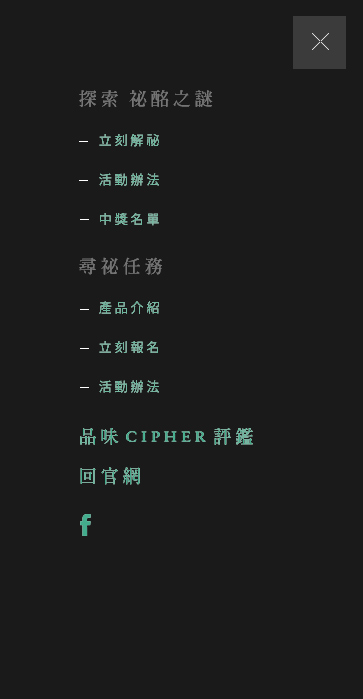 探索 祕酩之謎
立刻解祕
活動辦法
中獎名單
尋祕任務
產品介紹
立刻報名
活動辦法
品味 CIPHER 評鑑
回官網